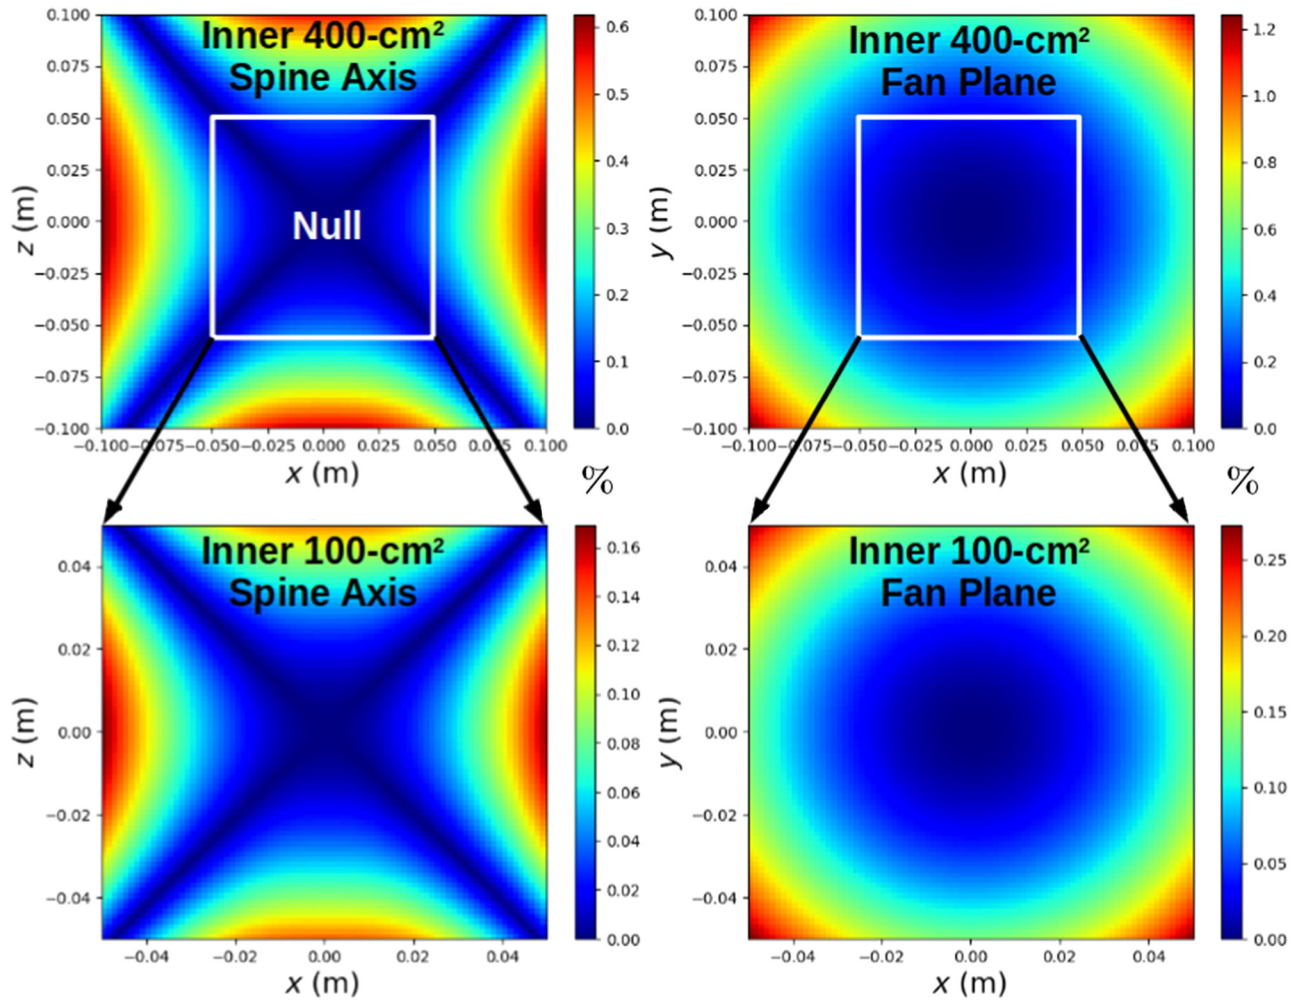 Inner 400-cm²
Spine Axis
Null
0.100
0.075
0.050
0.025
0.000
−0.025
−0.050
−0.075
−0.100
z (m)
−0.100 −0.075 −0.050 −0.025 0.000 0.025 0.050 0.075 0.100
x (m)
0.6
0.5
0.4
0.3
0.2
0.1
0.0
%
Inner 400-cm²
Fan Plane
0.100
0.075
0.050
0.025
0.000
−0.025
−0.050
−0.075
−0.100
y (m)
−0.100 −0.075 −0.050 −0.025 0.000 0.025 0.050 0.075 0.100
x (m)
1.2
1.0
0.8
0.6
0.4
0.2
0.0
%
Inner 100-cm²
Spine Axis
0.04
0.02
0.00
−0.02
−0.04
z (m)
−0.04 −0.02 0.00 0.02 0.04
x (m)
0.16
0.14
0.12
0.10
0.08
0.06
0.04
0.02
0.00
Inner 100-cm²
Fan Plane
0.04
0.02
0.00
−0.02
−0.04
y (m)
−0.04 −0.02 0.00 0.02 0.04
x (m)
0.25
0.20
0.15
0.10
0.05
0.00